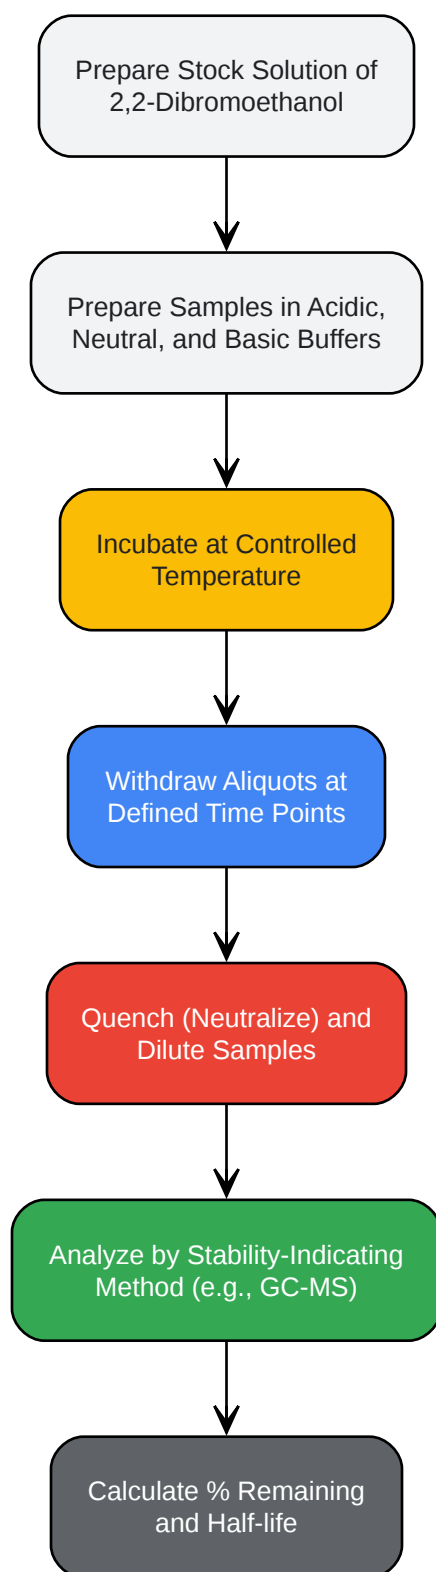 Prepare Stock Solution of
2,2-Dibromoethanol
Prepare Samples in Acidic,
Neutral, and Basic Buffers
Incubate at Controlled
Temperature
Withdraw Aliquots at
Defined Time Points
Quench (Neutralize) and
Dilute Samples
Analyze by Stability-Indicating
Method (e.g., GC-MS)
Calculate % Remaining
and Half-life